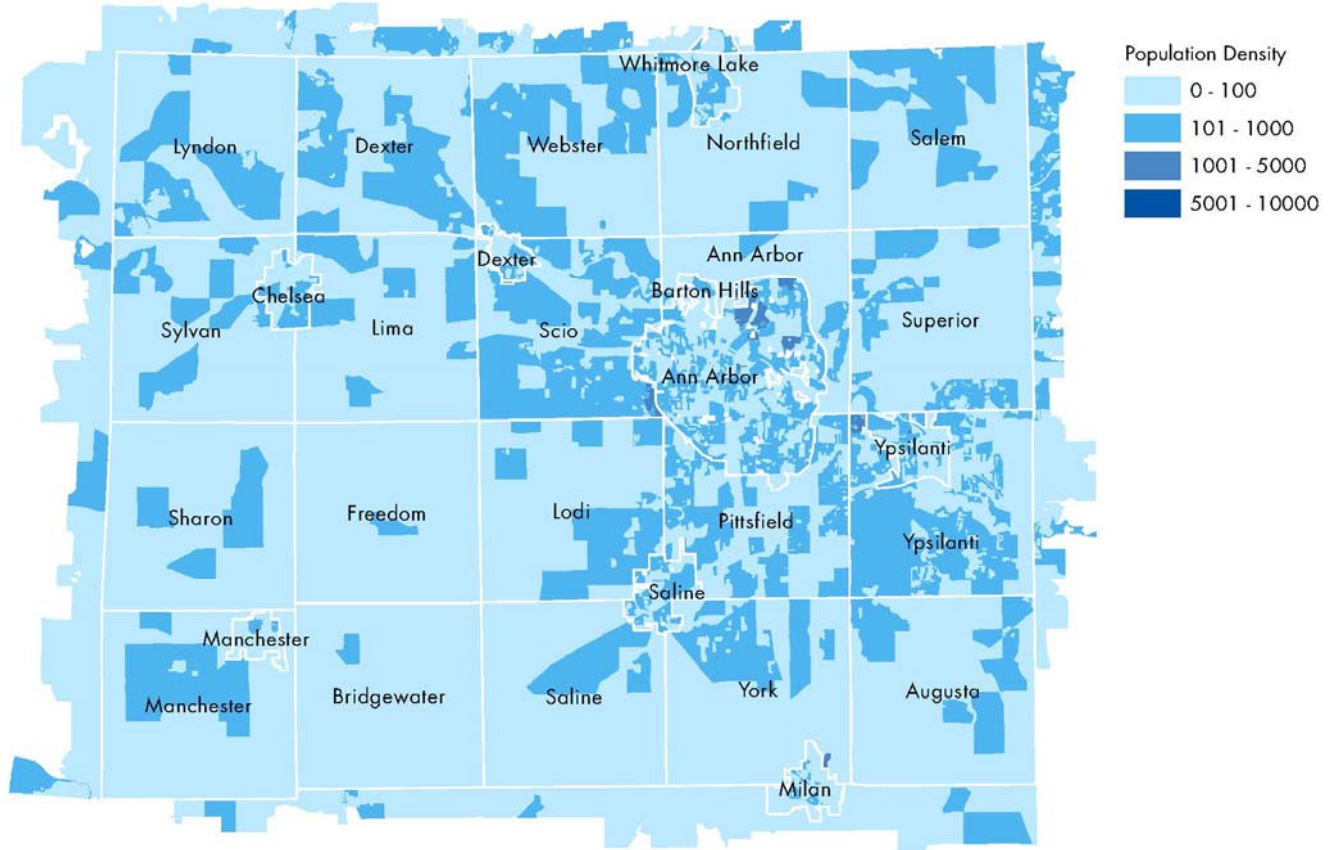 Population Density
0 - 100
101 - 1000
1001 - 5000
5001 - 10000
Whitmore Lake
Lyndon
Dexter
Webster
Northfield
Salem
Dexter
Ann Arbor
Chelsea
Barton Hills
Sylvan
Lima
Scio
Superior
Ann Arbor
Ypsilanti
Sharon
Freedom
Lodi
Pittsfield
Ypsilanti
Saline
Manchester
Manchester
Bridgewater
Saline
York
Augusta
Milan